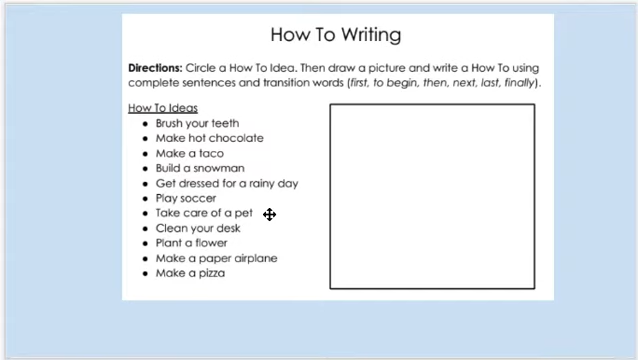 How To Writing
Directions: Circle a How To Idea. Then draw a picture and write a How To using
complete sentences and transition words (first, to begin, then, next, last, finally).
How To Ideas
● Brush your teeth
● Make hot chocolate
● Make a taco
● Build a snowman
● Get dressed for a rainy day
● Play soccer
● Take care of a pet
● Clean your desk
● Plant a flower
● Make a paper airplane
● Make a pizza